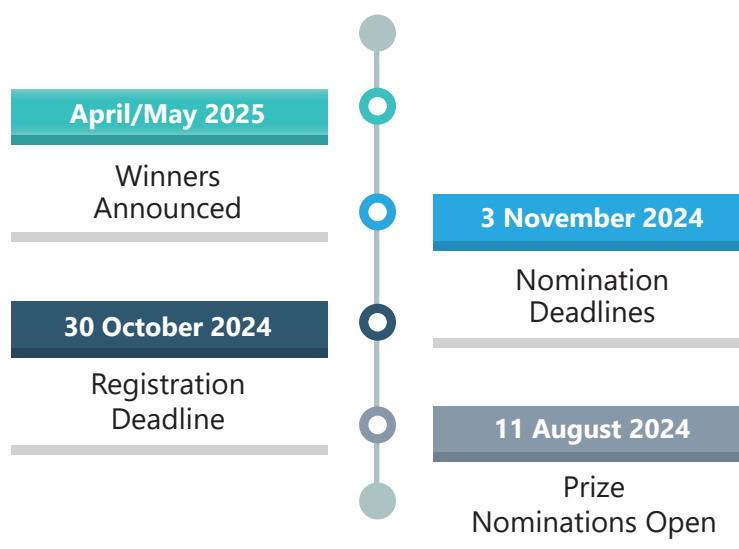 April/May 2025
Winners
Announced
3 November 2024
Nomination
Deadlines
30 October 2024
Registration
Deadline
11 August 2024
Prize
Nominations Open